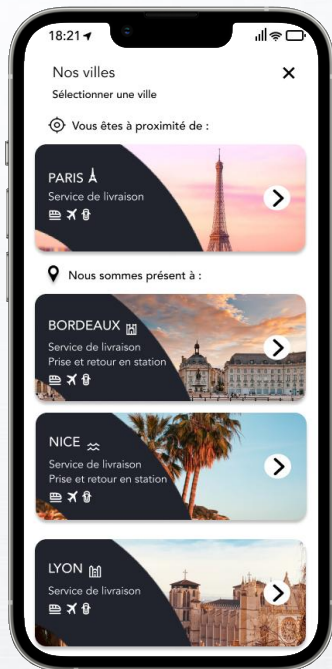 18:21
Nos villes
Sélectionner une ville
Vous êtes à proximité de :
PARIS
Service de livraison
Nous sommes présent à :
BORDEAUX
Service de livraison
Prise et retour en station
NICE
Service de livraison
Prise et retour en station
LYON
Service de livraison